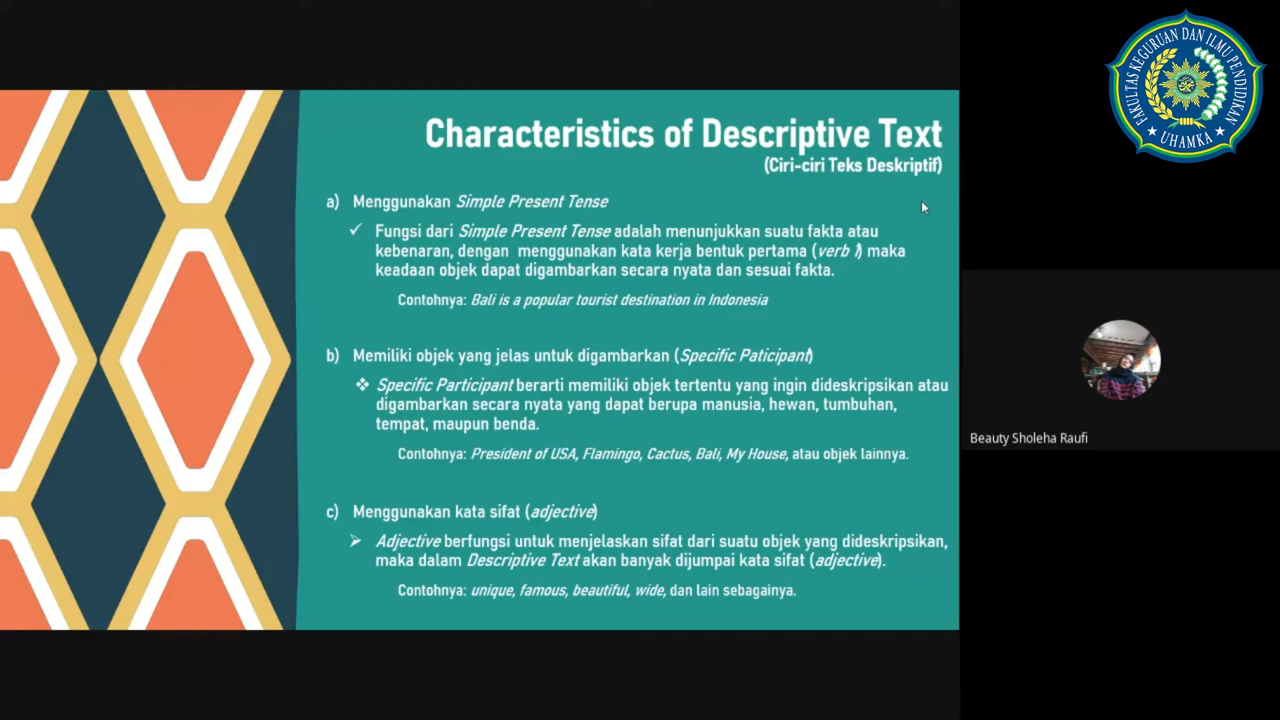 Characteristics of Descriptive Text
(Ciri-ciri Teks Deskriptif)
a) Menggunakan Simple Present Tense
✓ Fungsi dari Simple Present Tense adalah menunjukkan suatu fakta atau
kebenaran, dengan menggunakan kata kerja bentuk pertama (verb 1) maka
keadaan objek dapat digambarkan secara nyata dan sesuai fakta.
Contohnya: Bali is a popular tourist destination in Indonesia
b) Memiliki objek yang jelas untuk digambarkan (Specific Paticipant)
❖ Specific Participant berarti memiliki objek tertentu yang ingin dideskripsikan atau
digambarkan secara nyata yang dapat berupa manusia, hewan, tumbuhan,
tempat, maupun benda.
Contohnya: President of USA, Flamingo, Cactus, Bali, My House, atau objek lainnya.
c) Menggunakan kata sifat (adjective)
➢ Adjective berfungsi untuk menjelaskan sifat dari suatu objek yang dideskripsikan,
maka dalam Descriptive Text akan banyak dijumpai kata sifat (adjective).
Contohnya: unique, famous, beautiful, wide, dan lain sebagainya.
FAKULTAS KEGURUAN DAN ILMU PENDIDIKAN
★ UHAMKA ★
Beauty Sholeha Raufi